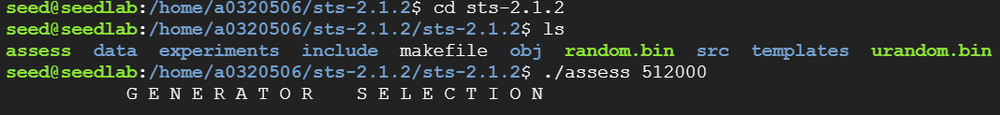 seed@seedlab:/home/a0320506/sts-2.1.2$ cd sts-2.1.2
seed@seedlab:/home/a0320506/sts-2.1.2/sts-2.1.2$ ls
assess data experiments include makefile obj random.bin src templates urandom.bin
seed@seedlab:/home/a0320506/sts-2.1.2/sts-2.1.2$ ./assess 512000
G E N E R A T O R   S E L E C T I O N